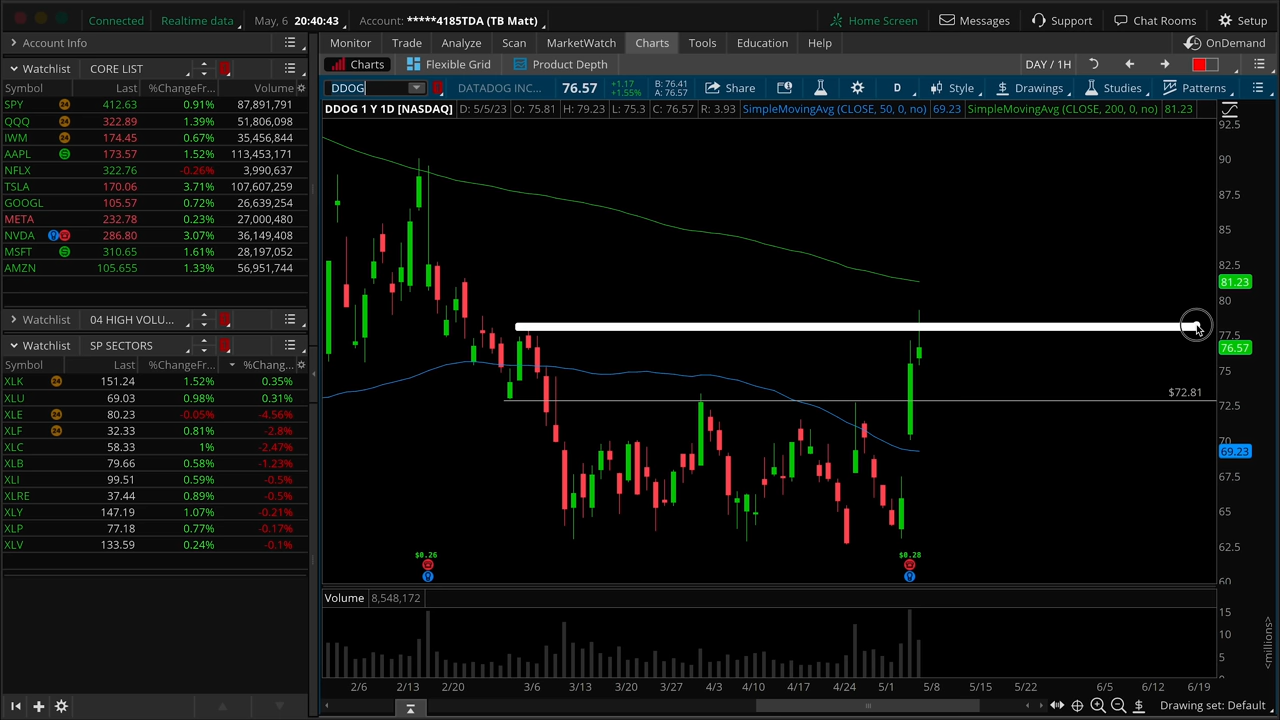 Connected Realtime data May, 6 20:40:43 Account: *****4185TDA (TB Matt) Home Screen Messages Support Chat Rooms Setup
Account Info
Monitor Trade Analyze Scan MarketWatch Charts Tools Education Help OnDemand
Watchlist CORE LIST
Charts Flexible Grid Product Depth DAY / 1H
Symbol Last %ChangeFr... Volume
DDOG DATADOG INC... 76.57 +1.17 +1.55% B: 76.41 A: 76.57 Share D Style Drawings Studies Patterns
DDOG 1 Y 1D [NASDAQ] D: 5/5/23 O: 75.81 H: 79.23 L: 75.3 C: 76.57 R: 3.93 SimpleMovingAvg (CLOSE, 50, 0, no) 69.23 SimpleMovingAvg (CLOSE, 200, 0, no) 81.23
SPY 24 412.63 0.91% 87,891,791
QQQ 24 322.89 1.39% 51,806,098
IWM 24 174.45 0.67% 35,456,844
AAPL 173.57 1.52% 113,453,171
NFLX 322.76 -0.26% 3,990,637
TSLA 170.06 3.71% 107,607,259
GOOGL 105.57 0.72% 26,639,254
META 232.78 0.23% 27,000,480
NVDA 286.80 3.07% 36,149,408
MSFT 310.65 1.61% 28,197,052
AMZN 105.655 1.33% 56,951,744
Watchlist 04 HIGH VOLU...
Watchlist SP SECTORS
Symbol Last %ChangeFr... %Chang...
XLK 24 151.24 1.52% 0.35%
XLU 69.03 0.98% 0.31%
XLE 24 80.23 -0.05% -4.56%
XLF 24 32.33 0.81% -2.8%
XLC 58.33 1% -2.47%
XLB 79.66 0.58% -1.23%
XLI 99.51 0.59% -0.5%
XLRE 37.44 0.89% -0.5%
XLY 147.19 1.07% -0.21%
XLP 77.18 0.77% -0.17%
XLV 133.59 0.24% -0.1%
92.5
90
87.5
85
82.5
81.23
80
77.5
76.57
75
$72.81
72.5
70
69.23
67.5
65
62.5
60
$0.26 $0.28
Volume 8,548,172
15
10
5
<millions>
2/6 2/13 2/20 3/6 3/13 3/20 3/27 4/3 4/10 4/17 4/24 5/1 5/8 5/15 5/22 6/5 6/12 6/19
Drawing set: Default